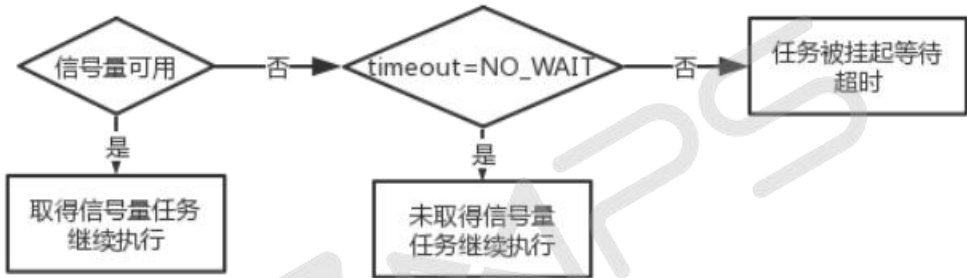 信号量可用
否
timeout=NO_WAIT
否
任务被挂起等待
超时
是
是
取得信号量任务
继续执行
未取得信号量
任务继续执行